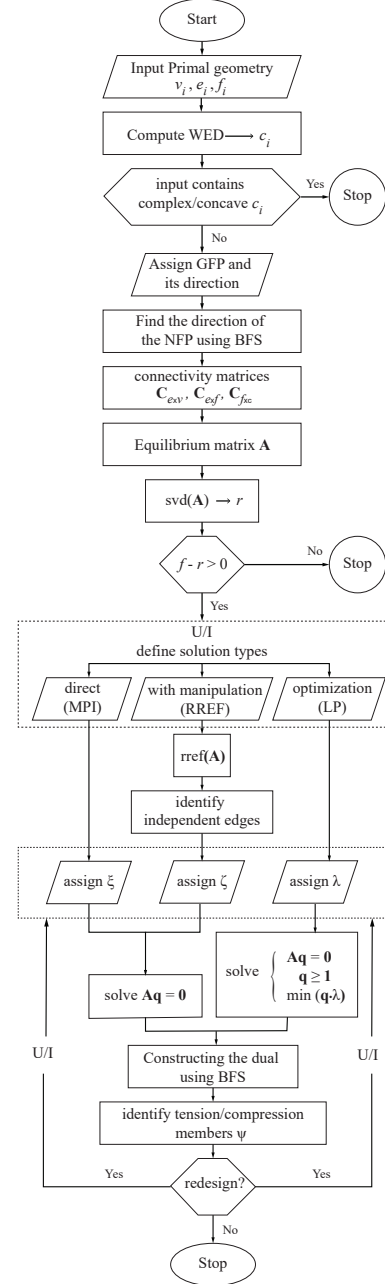 Start
Input Primal geometry
v_i , e_i , f_i
Compute WED ⟶ c_i
input contains
complex/concave c_i
Yes
Stop
No
Assign GFP and
its direction
Find the direction of
the NFP using BFS
connectivity matrices
C_{e×v} , C_{e×f} , C_{f×c}
Equilibrium matrix A
svd(A) → r
f - r > 0
No
Stop
Yes
U/I
define solution types
direct
(MPI)
with manipulation
(RREF)
optimization
(LP)
rref(A)
identify
independent edges
assign ξ
assign ζ
assign λ
solve Aq = 0
solve { Aq = 0
q ≥ 1
min (q·λ)
U/I
U/I
Constructing the dual
using BFS
identify tension/compression
members ψ
Yes
redesign?
Yes
No
Stop